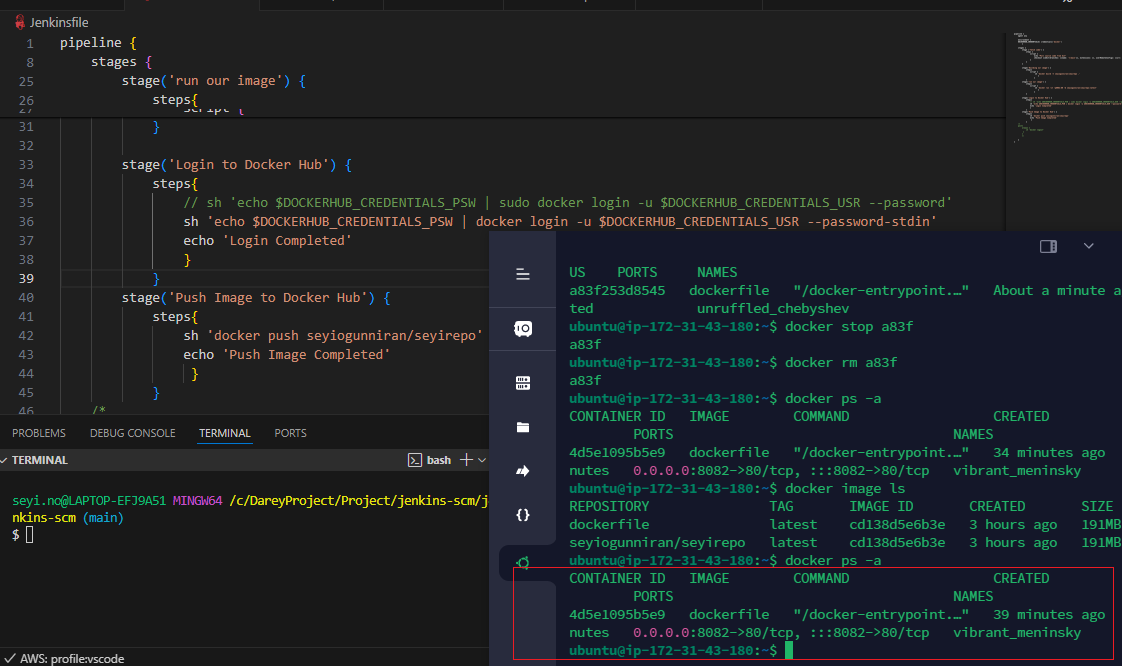 Jenkinsfile
1 pipeline {
8 stages {
25 stage('run our image') {
26 steps{
27 script {
31 }
32
33 stage('Login to Docker Hub') {
34 steps{
35 // sh 'echo $DOCKERHUB_CREDENTIALS_PSW | sudo docker login -u $DOCKERHUB_CREDENTIALS_USR --password'
36 sh 'echo $DOCKERHUB_CREDENTIALS_PSW | docker login -u $DOCKERHUB_CREDENTIALS_USR --password-stdin'
37 echo 'Login Completed'
38 }
39 }
40 stage('Push Image to Docker Hub') {
41 steps{
42 sh 'docker push seyiogunniran/seyirepo'
43 echo 'Push Image Completed'
44 }
45 }
46 /*
PROBLEMS DEBUG CONSOLE TERMINAL PORTS
TERMINAL bash
seyi.no@LAPTOP-EFJ9A51 MINGW64 /c/DareyProject/Project/jenkins-scm/j
nkins-scm (main)
$
AWS: profile:vscode
US PORTS NAMES
a83f253d8545 dockerfile "/docker-entrypoint.…" About a minute a
ted unruffled_chebyshev
ubuntu@ip-172-31-43-180:~$ docker stop a83f
a83f
ubuntu@ip-172-31-43-180:~$ docker rm a83f
a83f
ubuntu@ip-172-31-43-180:~$ docker ps -a
CONTAINER ID IMAGE COMMAND CREATED
PORTS NAMES
4d5e1095b5e9 dockerfile "/docker-entrypoint.…" 34 minutes ago
nutes 0.0.0.0:8082->80/tcp, :::8082->80/tcp vibrant_meninsky
ubuntu@ip-172-31-43-180:~$ docker image ls
REPOSITORY TAG IMAGE ID CREATED SIZE
dockerfile latest cd138d5e6b3e 3 hours ago 191MB
seyiogunniran/seyirepo latest cd138d5e6b3e 3 hours ago 191MB
ubuntu@ip-172-31-43-180:~$ docker ps -a
CONTAINER ID IMAGE COMMAND CREATED
PORTS NAMES
4d5e1095b5e9 dockerfile "/docker-entrypoint.…" 39 minutes ago
nutes 0.0.0.0:8082->80/tcp, :::8082->80/tcp vibrant_meninsky
ubuntu@ip-172-31-43-180:~$